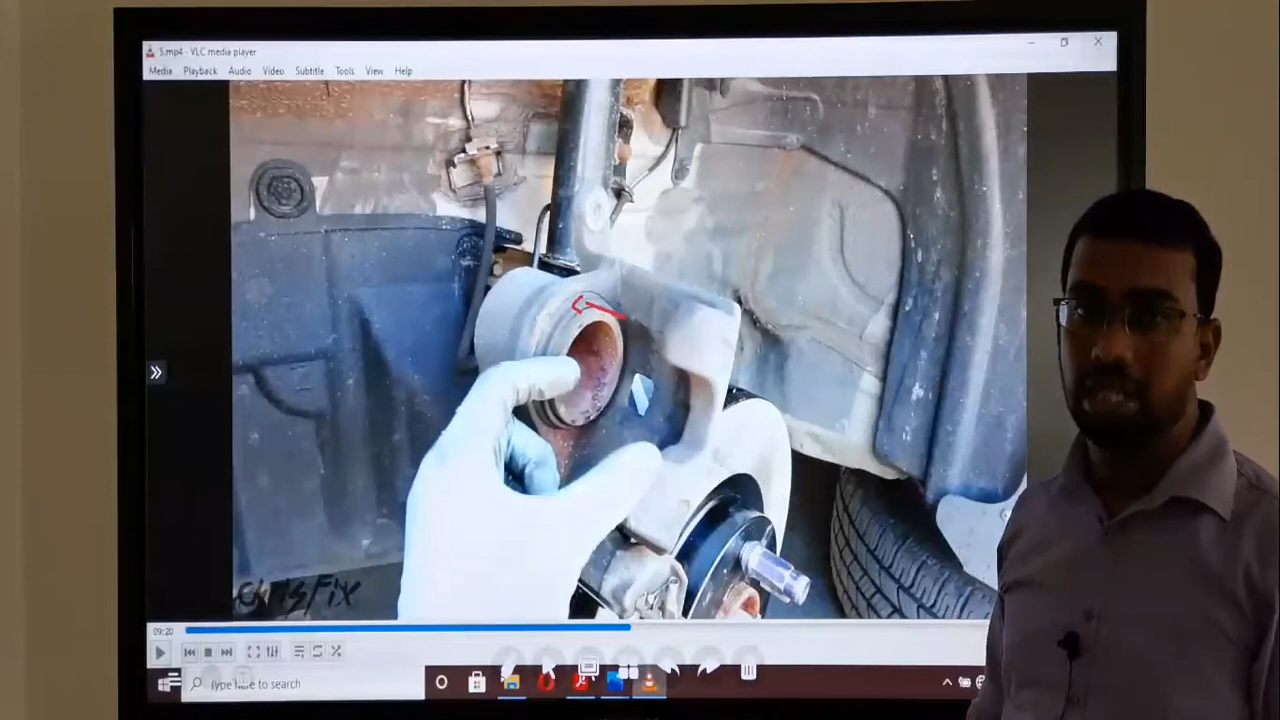 5.mp4 - VLC media player
Media Playback Audio Video Subtitle Tools View Help
ChrisFix
09:20
Type here to search